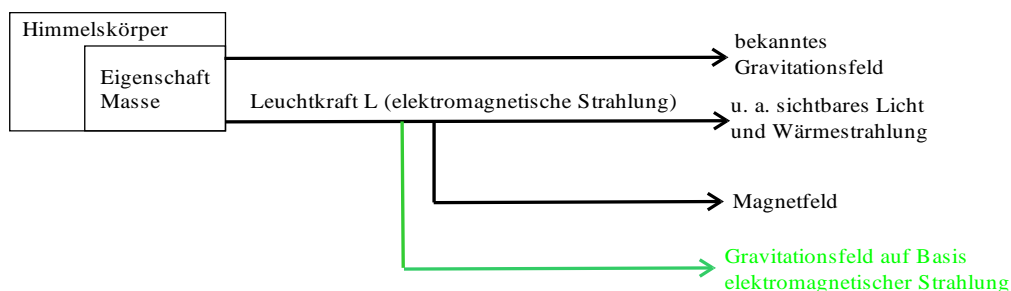 Himmelskörper
Eigenschaft
Masse
bekanntes
Gravitationsfeld
Leuchtkraft L (elektromagnetische Strahlung)
u. a. sichtbares Licht
und Wärmestrahlung
Magnetfeld
Gravitationsfeld auf Basis
elektromagnetischer Strahlung